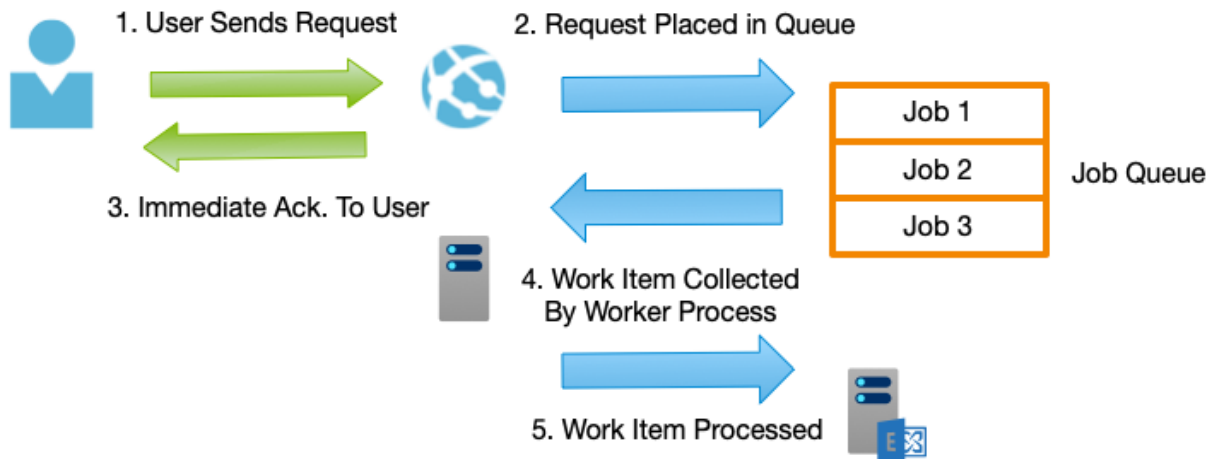 1. User Sends Request
2. Request Placed in Queue
Job 1
Job 2
Job 3
Job Queue
3. Immediate Ack. To User
4. Work Item Collected
By Worker Process
5. Work Item Processed
E